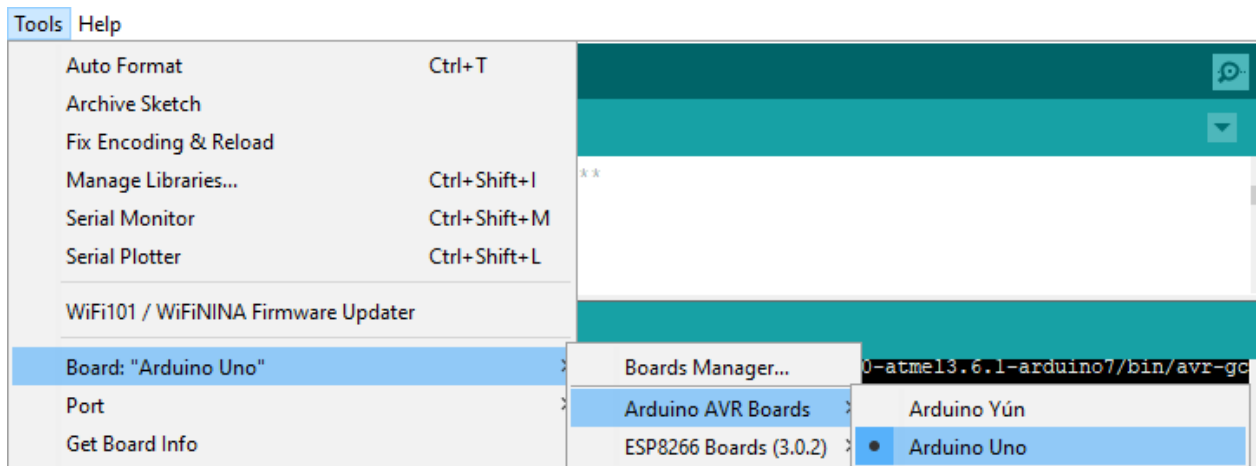 Tools Help
Auto Format Ctrl+T
Archive Sketch
Fix Encoding & Reload
Manage Libraries... Ctrl+Shift+I
**
Serial Monitor Ctrl+Shift+M
Serial Plotter Ctrl+Shift+L
WiFi101 / WiFiNINA Firmware Updater
Board: "Arduino Uno"
Boards Manager...
0-atmel3.6.1-arduino7/bin/avr-gc
Port
Arduino AVR Boards
Arduino Yún
Get Board Info
ESP8266 Boards (3.0.2)
Arduino Uno